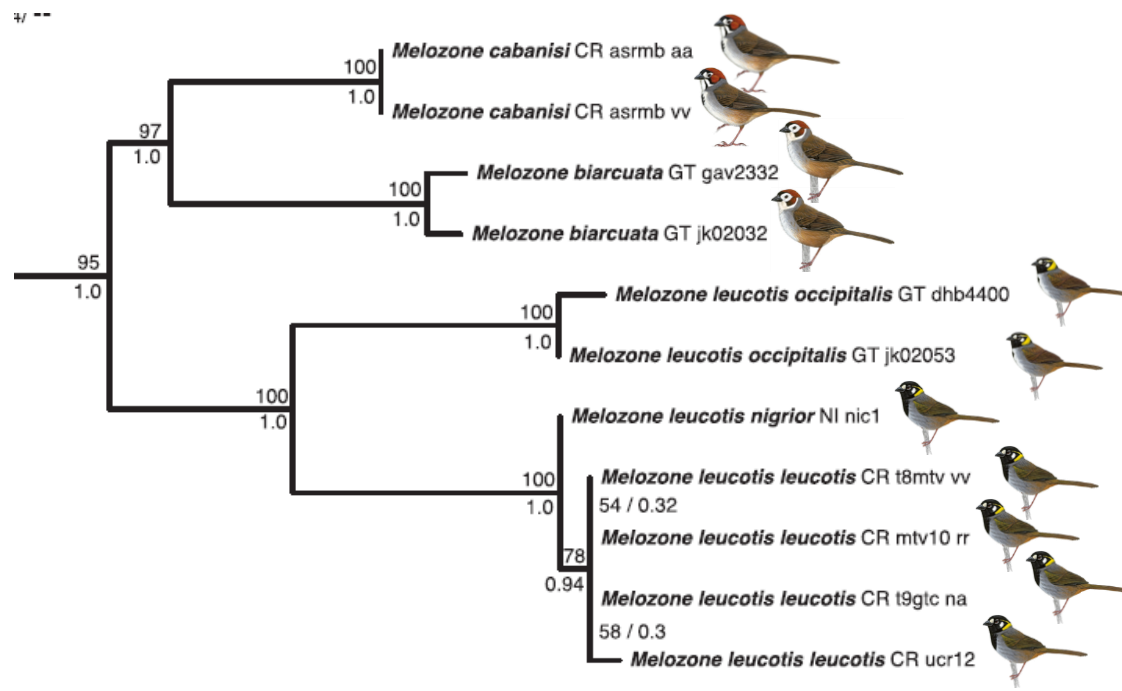 4/ --
Melozone cabanisi CR asrmb aa
100
1.0
Melozone cabanisi CR asrmb vv
97
1.0
Melozone biarcuata GT gav2332
100
1.0
Melozone biarcuata GT jk02032
95
1.0
Melozone leucotis occipitalis GT dhb4400
100
1.0
Melozone leucotis occipitalis GT jk02053
100
1.0
Melozone leucotis nigrior NI nic1
100
1.0
Melozone leucotis leucotis CR t8mtv vv
54 / 0.32
Melozone leucotis leucotis CR mtv10 rr
78
0.94
Melozone leucotis leucotis CR t9gtc na
58 / 0.3
Melozone leucotis leucotis CR ucr12